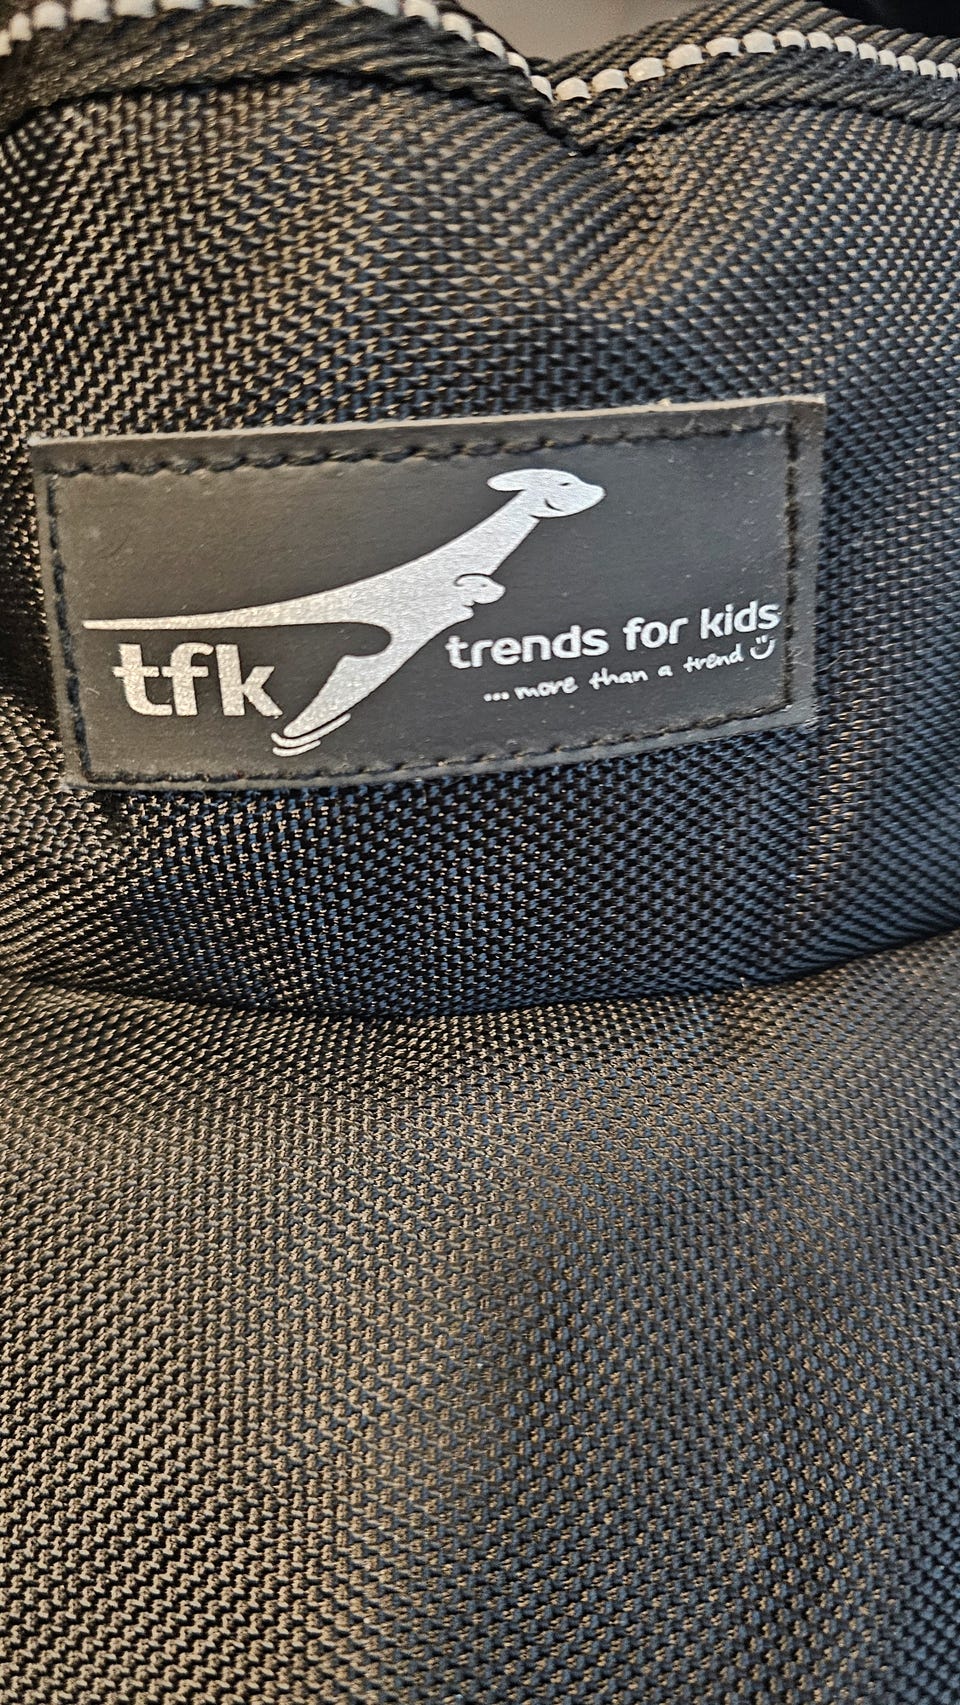 tfk
trends for kids
...more than a trend